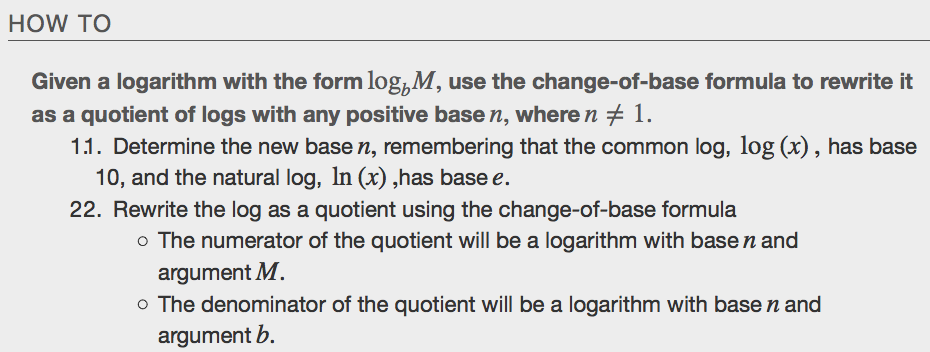 HOW TO
Given a logarithm with the form log_b M, use the change-of-base formula to rewrite it
as a quotient of logs with any positive base n, where n ≠ 1.
1.1. Determine the new base n, remembering that the common log, log (x) , has base
10, and the natural log, ln (x) ,has base e.
22. Rewrite the log as a quotient using the change-of-base formula
○ The numerator of the quotient will be a logarithm with base n and
argument M.
○ The denominator of the quotient will be a logarithm with base n and
argument b.